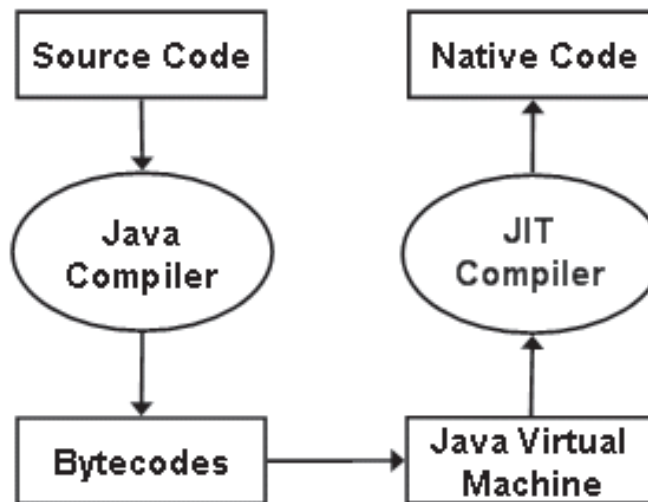 Source Code
Native Code
Java
Compiler
JIT
Compiler
Bytecodes
Java Virtual
Machine